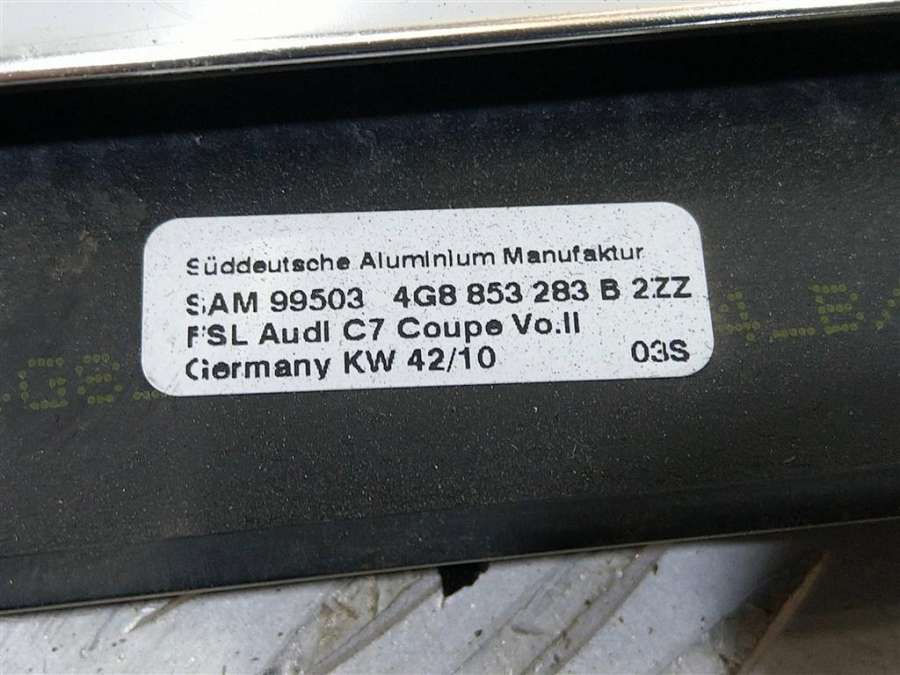 Süddeutsche Aluminium Manufaktur
SAM 99503 4G8 853 283 B 2ZZ
FSL Audi C7 Coupe Vo.II
Germany KW 42/10 03S